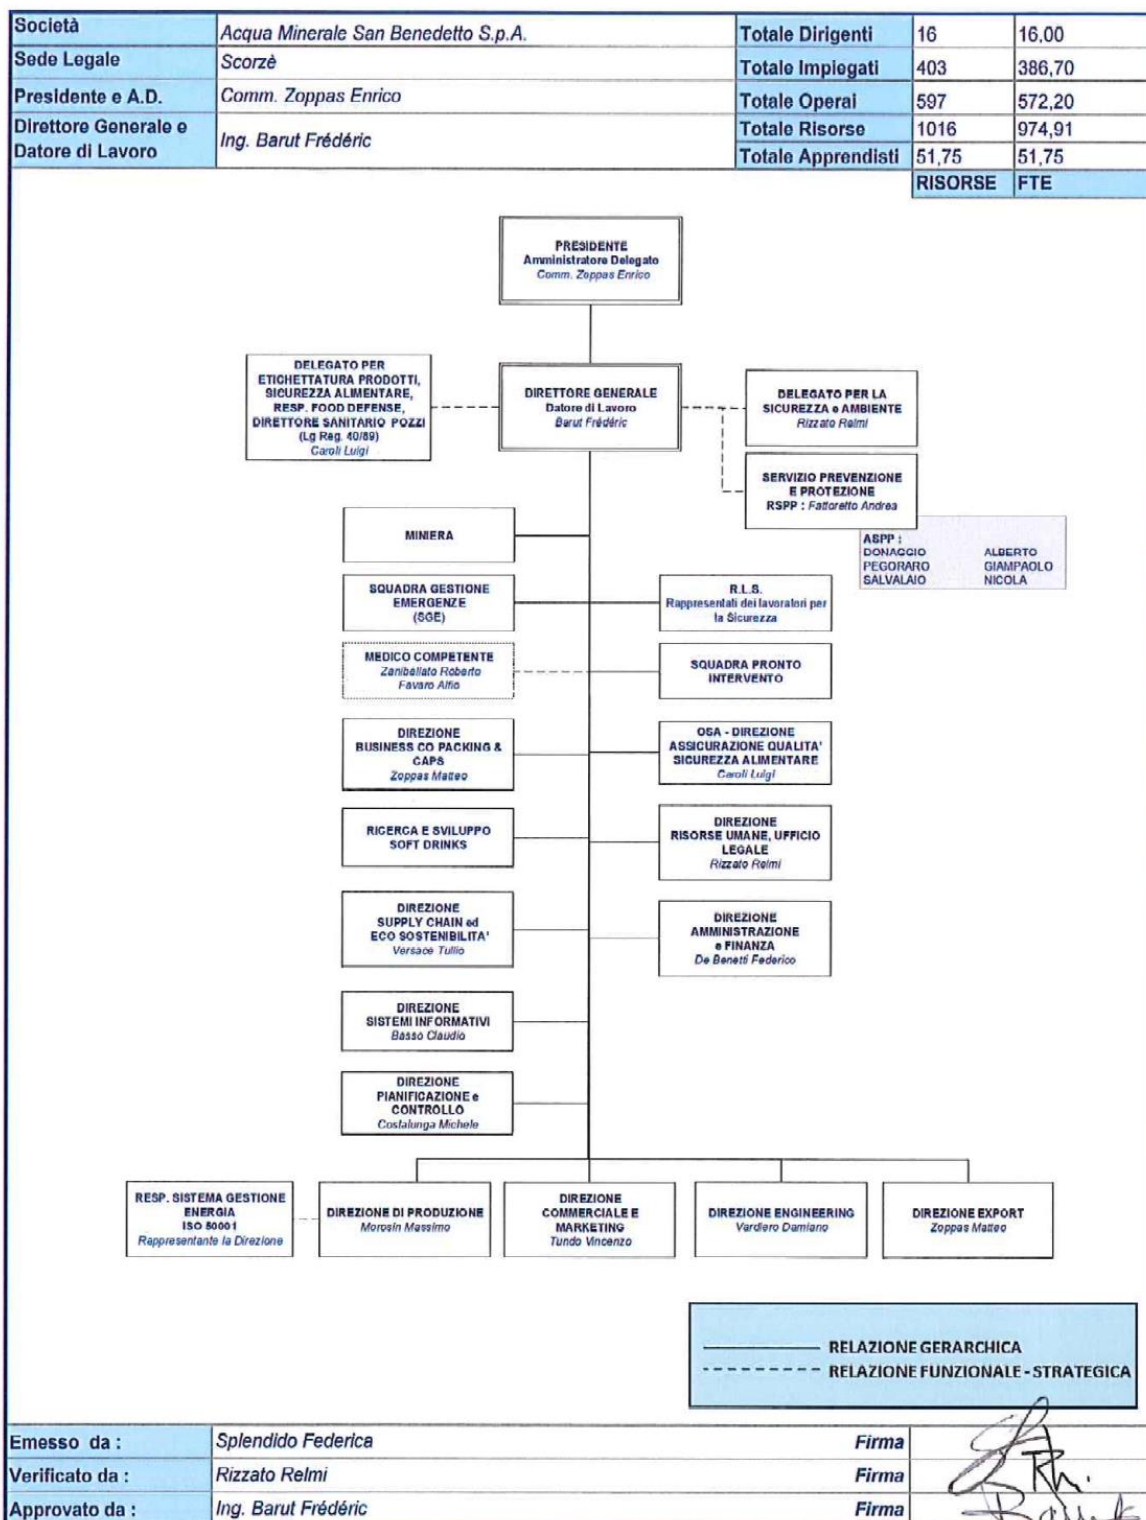 Società Acqua Minerale San Benedetto S.p.A. Totale Dirigenti 16 16,00
Sede Legale Scorzè Totale Impiegati 403 386,70
Presidente e A.D. Comm. Zoppas Enrico Totale Operai 597 572,20
Direttore Generale e Datore di Lavoro Ing. Barut Frédéric Totale Risorse 1016 974,91
Totale Apprendisti 51,75 51,75
RISORSE FTE
PRESIDENTE
Amministratore Delegato
Comm. Zoppas Enrico
DELEGATO PER
ETICHETTATURA PRODOTTI,
SICUREZZA ALIMENTARE,
RESP. FOOD DEFENSE,
DIRETTORE SANITARIO POZZI
(Lg Reg. 40/89)
Caroli Luigi
DIRETTORE GENERALE
Datore di Lavoro
Barut Frédéric
DELEGATO PER LA
SICUREZZA e AMBIENTE
Rizzato Relmi
SERVIZIO PREVENZIONE
E PROTEZIONE
RSPP : Fattoretto Andrea
ASPP :
DONAGGIO ALBERTO
PEGORARO GIAMPAOLO
SALVALAIO NICOLA
MINIERA
SQUADRA GESTIONE
EMERGENZE
(SGE)
R.L.S.
Rappresentati dei lavoratori per
la Sicurezza
MEDICO COMPETENTE
Zanibellato Roberto
Favaro Alfio
SQUADRA PRONTO
INTERVENTO
DIREZIONE
BUSINESS CO PACKING &
CAPS
Zoppas Matteo
OSA - DIREZIONE
ASSICURAZIONE QUALITA'
SICUREZZA ALIMENTARE
Caroli Luigi
RICERCA E SVILUPPO
SOFT DRINKS
DIREZIONE
RISORSE UMANE, UFFICIO
LEGALE
Rizzato Relmi
DIREZIONE
SUPPLY CHAIN ed
ECO SOSTENIBILITA'
Versace Tullio
DIREZIONE
AMMINISTRAZIONE
e FINANZA
De Benetti Federico
DIREZIONE
SISTEMI INFORMATIVI
Basso Claudio
DIREZIONE
PIANIFICAZIONE e
CONTROLLO
Costalunga Michele
RESP. SISTEMA GESTIONE
ENERGIA
ISO 50001
Rappresentante la Direzione
DIREZIONE DI PRODUZIONE
Morosin Massimo
DIREZIONE
COMMERCIALE E
MARKETING
Tundo Vincenzo
DIREZIONE ENGINEERING
Vardiero Damiano
DIREZIONE EXPORT
Zoppas Matteo
RELAZIONE GERARCHICA
RELAZIONE FUNZIONALE - STRATEGICA
Emesso da : Splendido Federica Firma
Verificato da : Rizzato Relmi Firma
Approvato da : Ing. Barut Frédéric Firma